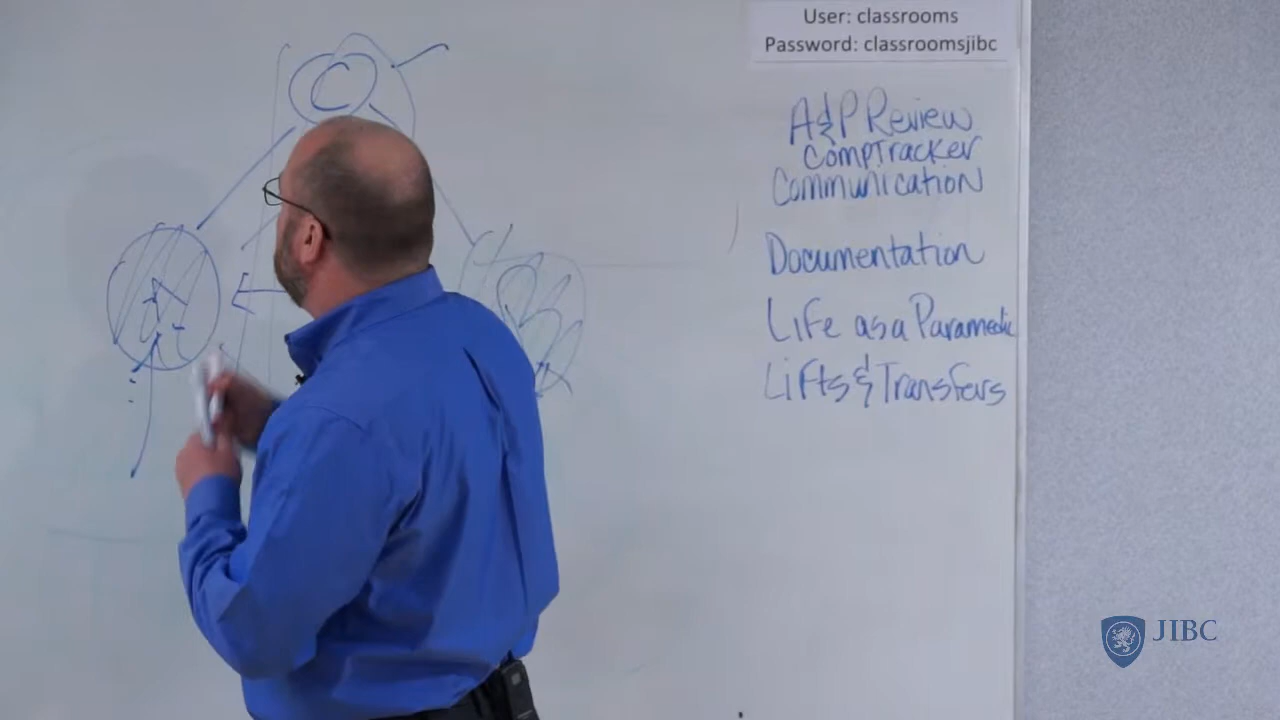 User: classrooms
Password: classroomsjibc
C
A&P Review
CompTracker
Communication
Documentation
Life as a Paramedic
Lifts & Transfers
JIBC